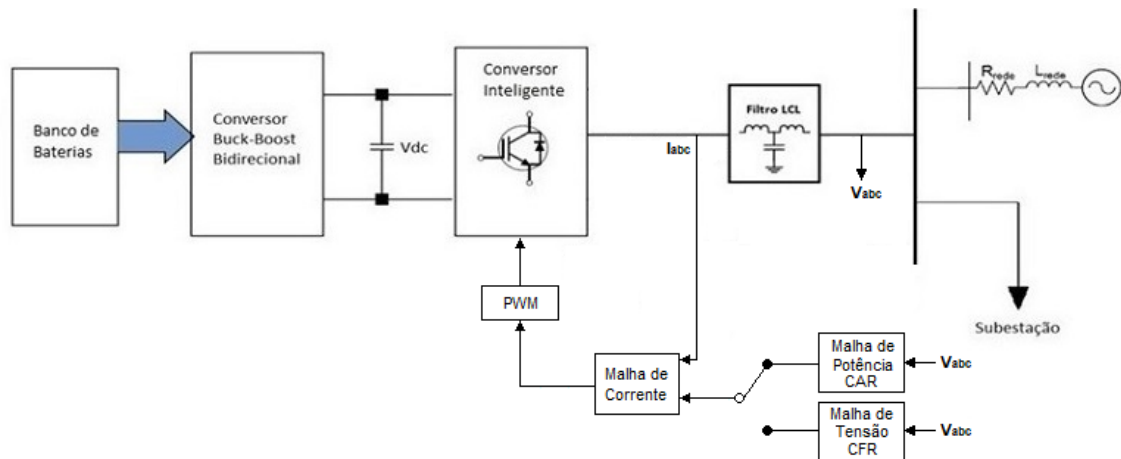 Banco de
Baterias
Conversor
Buck-Boost
Bidirecional
Vdc
Conversor
Inteligente
Iabc
Filtro LCL
Vabc
Rrede
Lrede
Subestação
PWM
Malha de
Corrente
Malha de
Potência
CAR
Vabc
Malha de
Tensão
CFR
Vabc